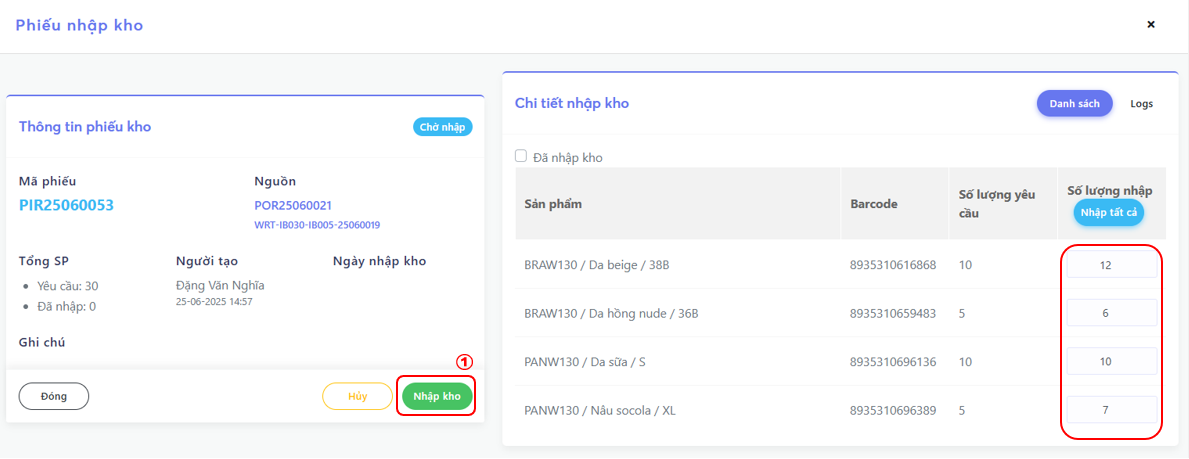 Phiếu nhập kho
×
Thông tin phiếu kho
Chờ nhập
Mã phiếu
Nguồn
PIR25060053
POR25060021
WRT-IB030-IB005-25060019
Tổng SP
Người tạo
Ngày nhập kho
• Yêu cầu: 30
Đặng Văn Nghĩa
• Đã nhập: 0
25-06-2025 14:57
Ghi chú
①
Đóng
Hủy
Nhập kho
Chi tiết nhập kho
Danh sách
Logs
Đã nhập kho
Sản phẩm
Barcode
Số lượng yêu
cầu
Số lượng nhập
Nhập tất cả
BRAW130 / Da beige / 38B 8935310616868 10 12
BRAW130 / Da hồng nude / 36B 8935310659483 5 6
PANW130 / Da sữa / S 8935310696136 10 10
PANW130 / Nâu socola / XL 8935310696389 5 7